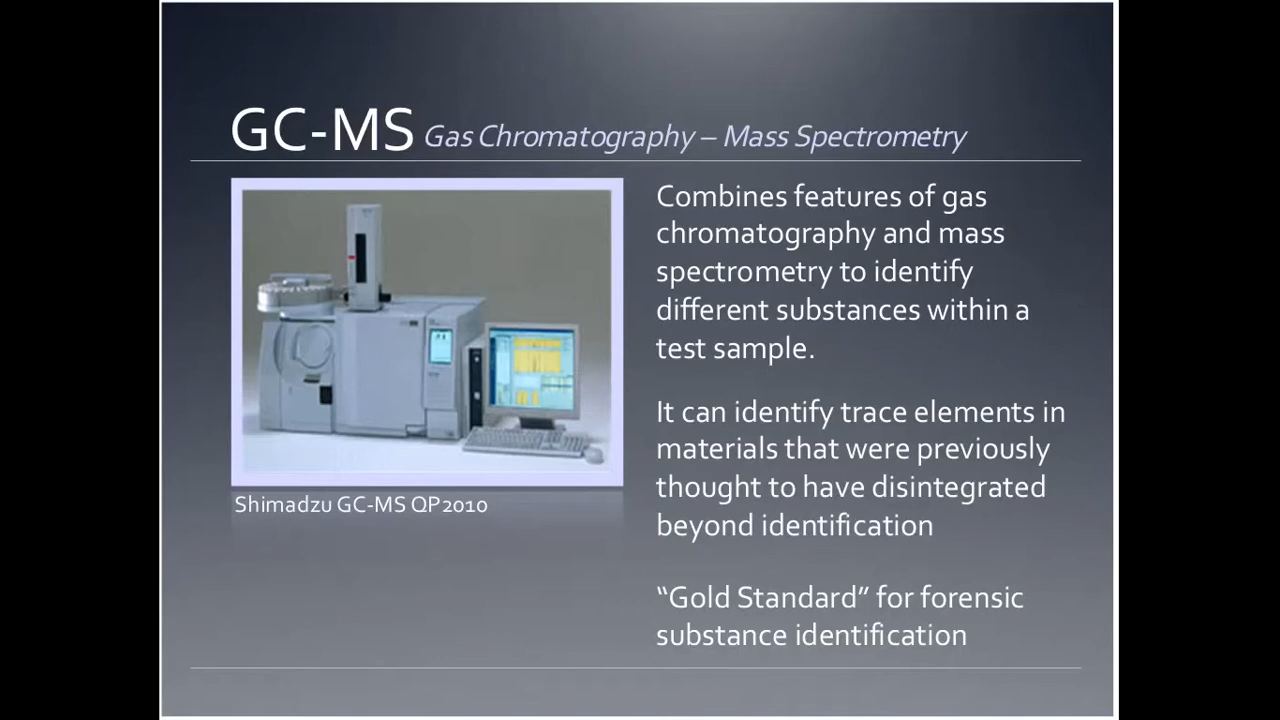 GC-MS Gas Chromatography – Mass Spectrometry
Combines features of gas
chromatography and mass
spectrometry to identify
different substances within a
test sample.
It can identify trace elements in
materials that were previously
thought to have disintegrated
beyond identification
“Gold Standard” for forensic
substance identification
Shimadzu GC-MS QP2010